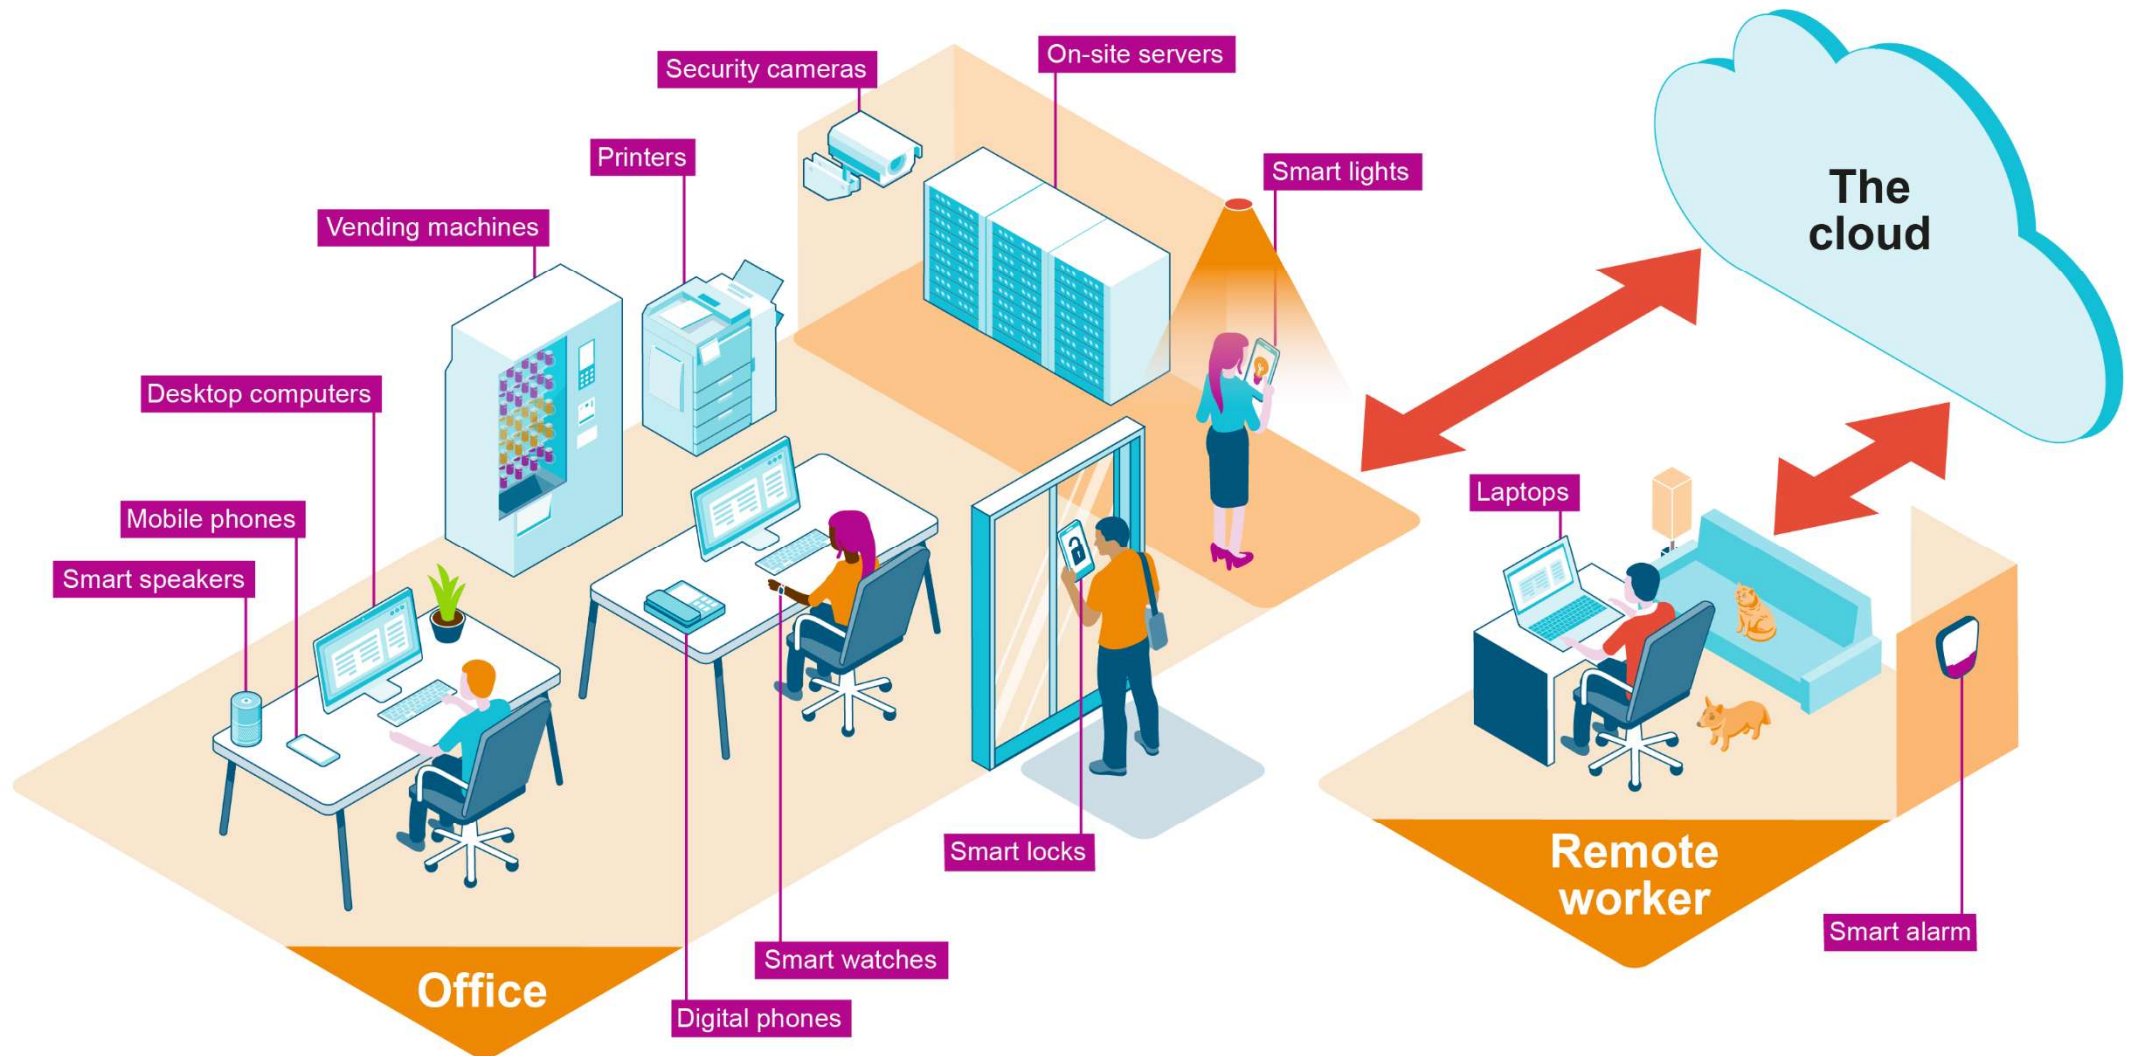 Security cameras
On-site servers
Printers
Smart lights
Vending machines
The
cloud
Desktop computers
Mobile phones
Laptops
Smart speakers
Smart locks
Remote
worker
Smart alarm
Smart watches
Office
Digital phones